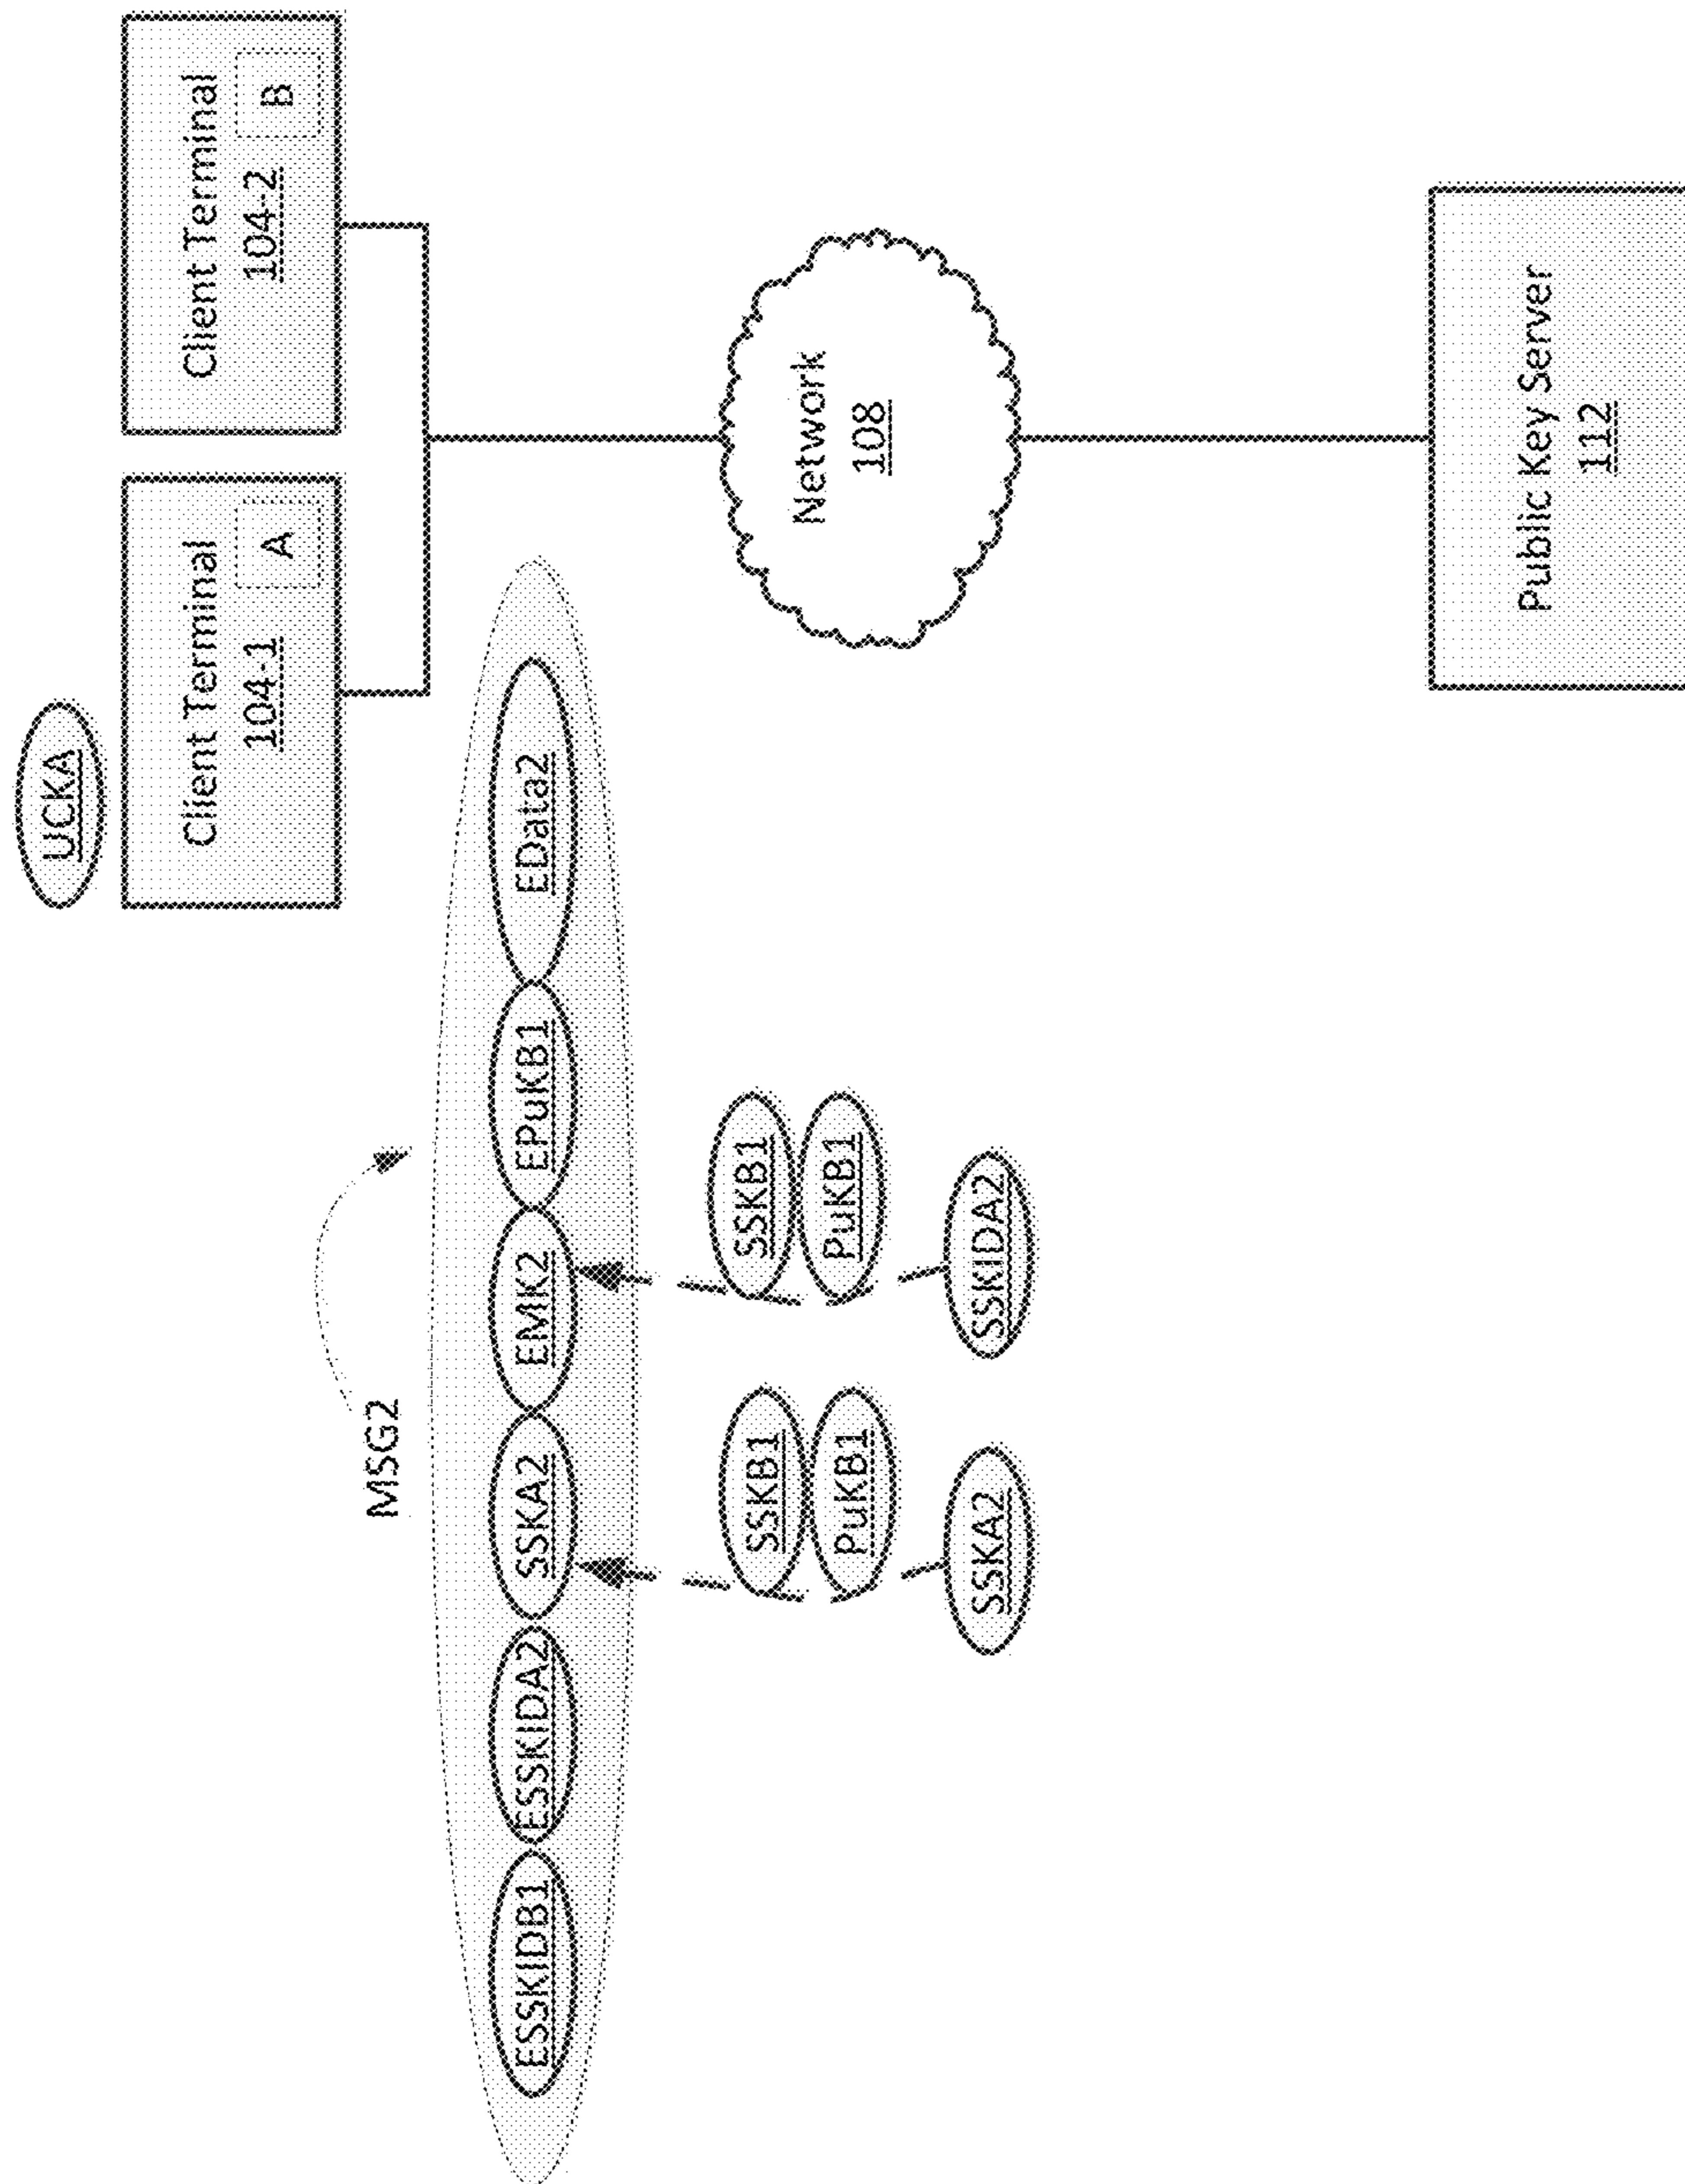 UCKA
Client Terminal
104-1
A
Client Terminal
104-2
B
MSG2
ESSKIDB1
ESSKIDA2
SSKA2
EMK2
EPuKB1
EData2
SSKB1
PuKB1
SSKA2
SSKB1
PuKB1
SSKIDA2
Network
108
Public Key Server
112